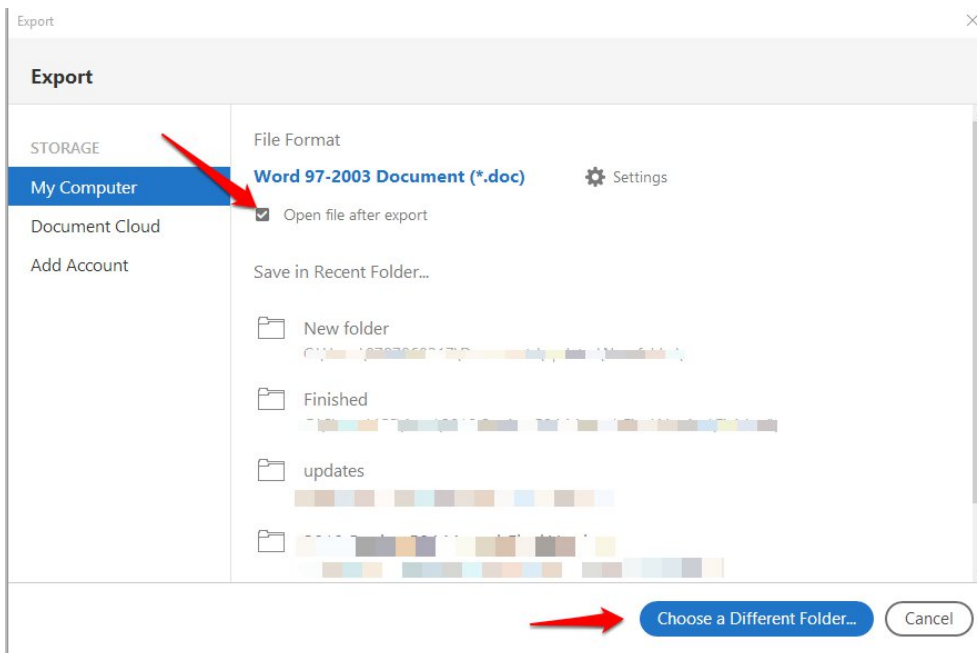 Export
Export
STORAGE
My Computer
Document Cloud
Add Account
File Format
Word 97-2003 Document (*.doc)
Settings
Open file after export
Save in Recent Folder...
New folder
Finished
updates
Choose a Different Folder...
Cancel